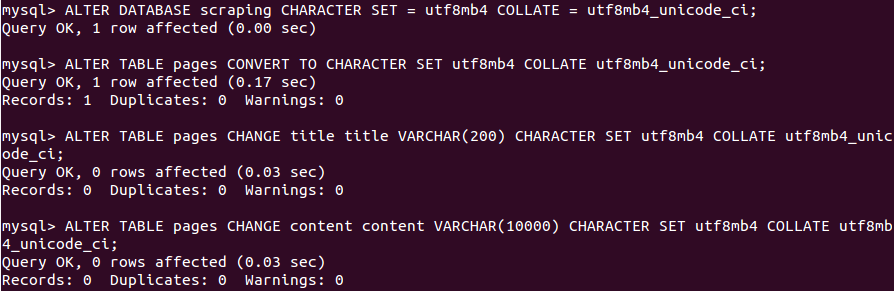 mysql> ALTER DATABASE scraping CHARACTER SET = utf8mb4 COLLATE = utf8mb4_unicode_ci;
Query OK, 1 row affected (0.00 sec)
mysql> ALTER TABLE pages CONVERT TO CHARACTER SET utf8mb4 COLLATE utf8mb4_unicode_ci;
Query OK, 1 row affected (0.17 sec)
Records: 1  Duplicates: 0  Warnings: 0
mysql> ALTER TABLE pages CHANGE title title VARCHAR(200) CHARACTER SET utf8mb4 COLLATE utf8mb4_unic
ode_ci;
Query OK, 0 rows affected (0.03 sec)
Records: 0  Duplicates: 0  Warnings: 0
mysql> ALTER TABLE pages CHANGE content content VARCHAR(10000) CHARACTER SET utf8mb4 COLLATE utf8mb
4_unicode_ci;
Query OK, 0 rows affected (0.03 sec)
Records: 0  Duplicates: 0  Warnings: 0